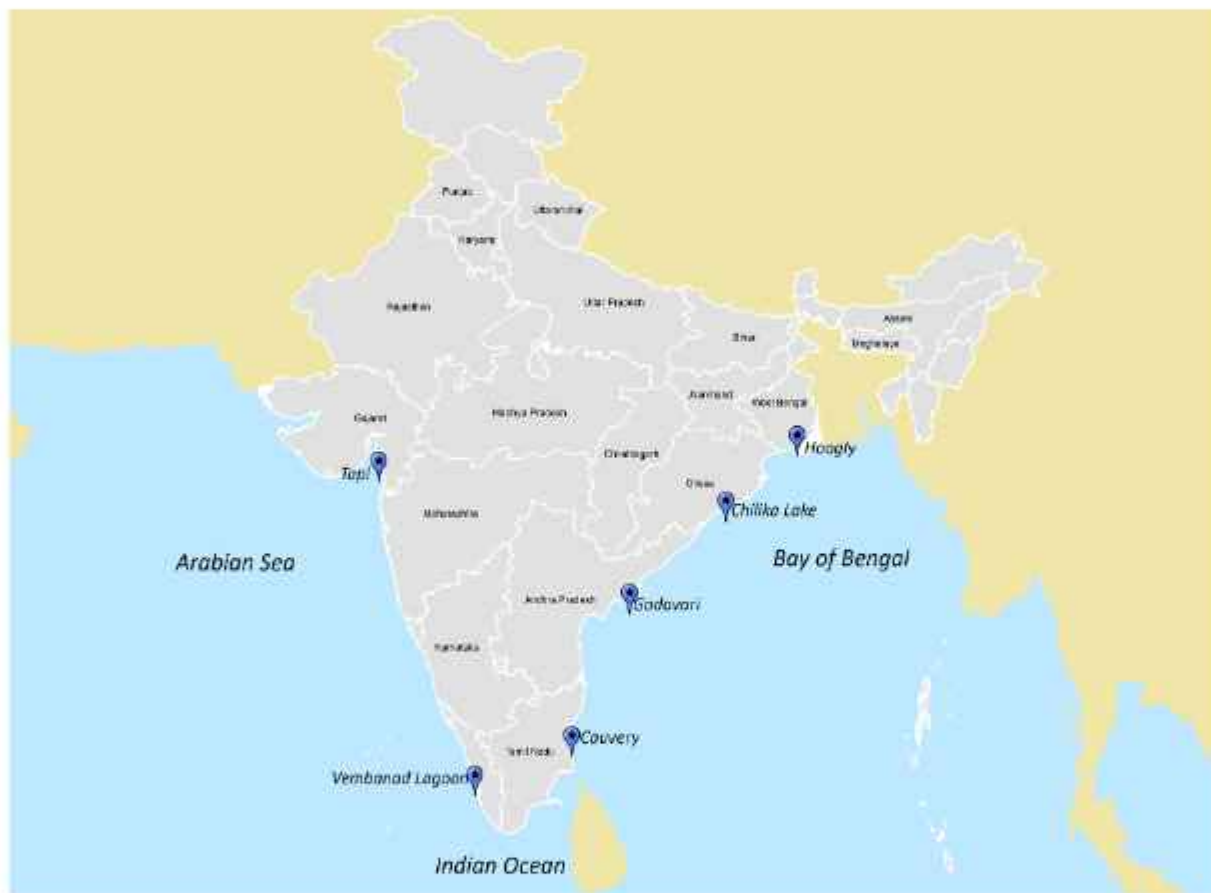 Punjab
Uttaranchal
Haryana
Rajasthan
Uttar Pradesh
Assam
Bihar
Meghalaya
Jharkhand
West Bengal
Gujarat
Madhya Pradesh
Hoogly
Chhattisgarh
Tapi
Orissa
Chilika Lake
Maharashtra
Arabian Sea
Bay of Bengal
Andhra Pradesh
Godavari
Karnataka
Cauvery
Tamil Nadu
Vembanad Lagoon
Indian Ocean